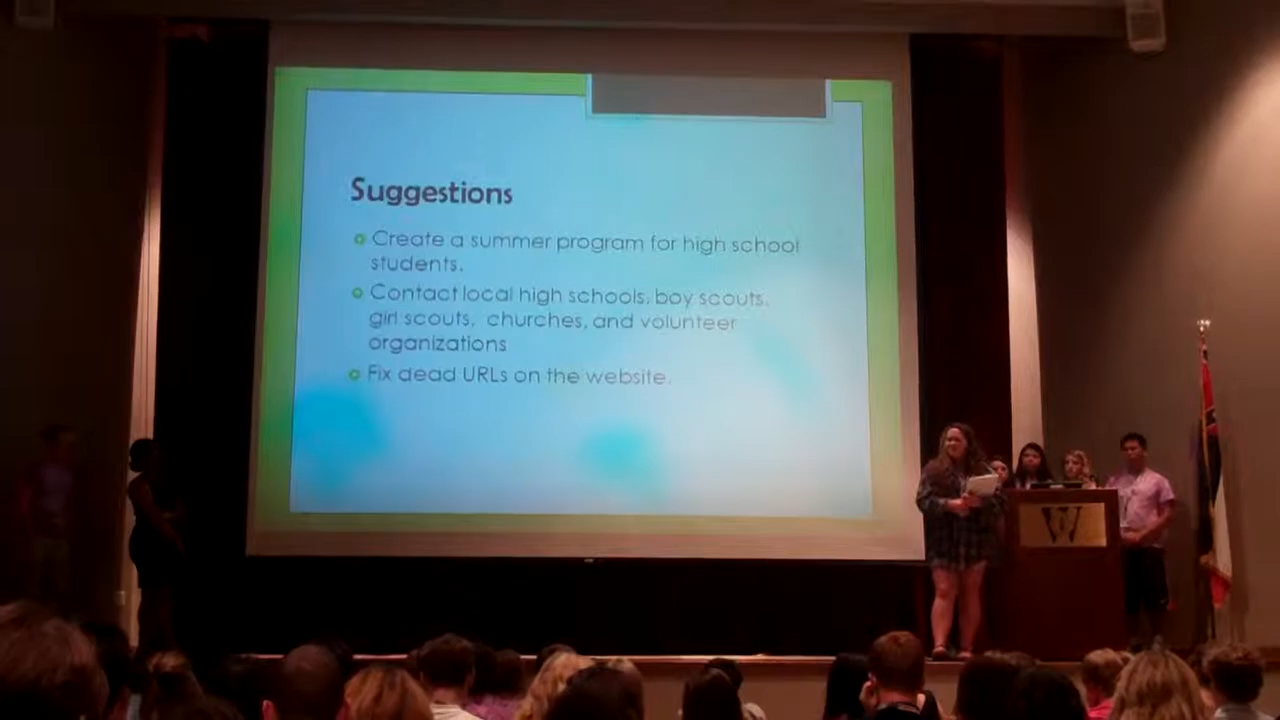 Suggestions
Create a summer program for high school
students.
Contact local high schools, boy scouts,
girl scouts, churches, and volunteer
organizations
Fix dead URLs on the website.
W